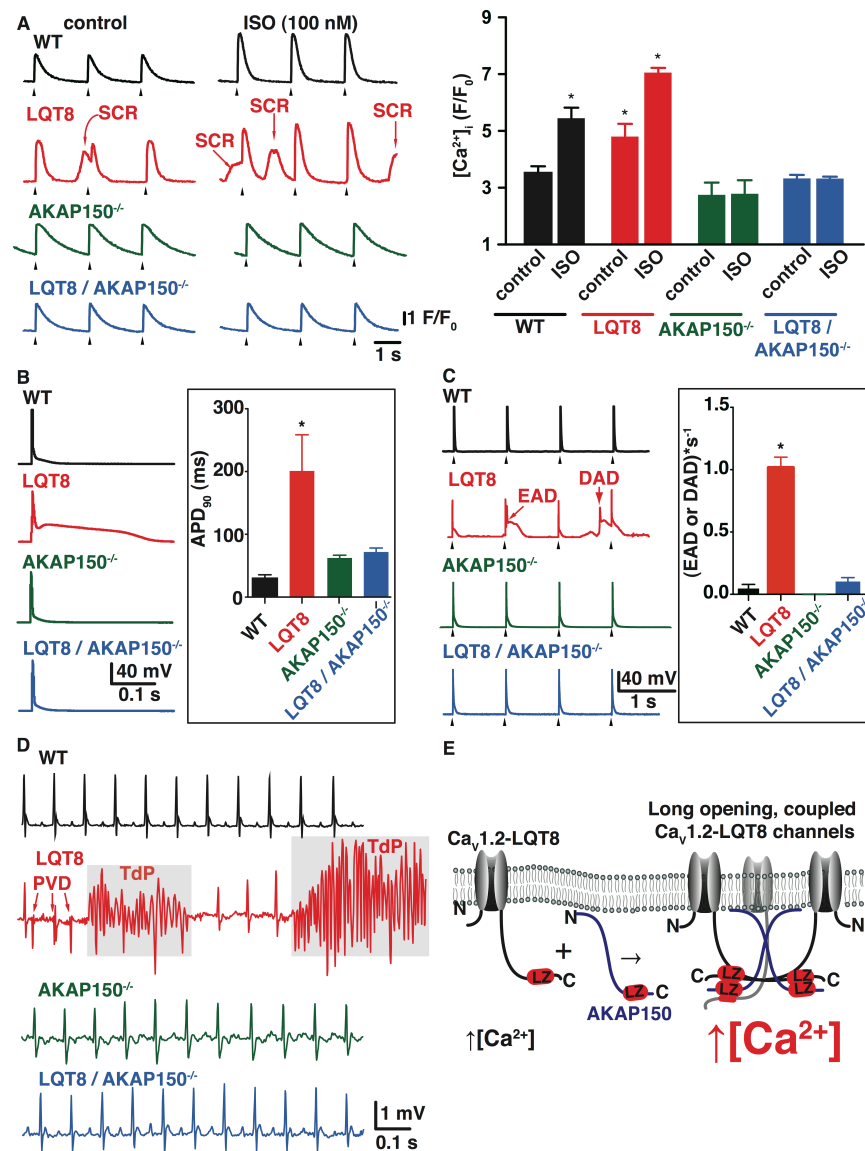 A
control
ISO (100 nM)
WT
LQT8
SCR
SCR
SCR
SCR
AKAP150-/-
LQT8 / AKAP150-/-
1 F/F0
1 s
[Ca2+]i (F/F0)
9
7
5
3
1
*
*
*
control
ISO
control
ISO
control
ISO
control
ISO
WT
LQT8
AKAP150-/-
LQT8 /
AKAP150-/-
B
WT
LQT8
AKAP150-/-
LQT8 / AKAP150-/-
40 mV
0.1 s
APD90 (ms)
300
200
100
0
*
WT
LQT8
AKAP150-/-
LQT8 / AKAP150-/-
C
WT
LQT8
EAD
DAD
AKAP150-/-
LQT8 / AKAP150-/-
40 mV
1 s
(EAD or DAD)*s-1
1.5
1.0
0.5
0.0
*
WT
LQT8
AKAP150-/-
LQT8 / AKAP150-/-
D
WT
LQT8
PVD
TdP
TdP
AKAP150-/-
LQT8 / AKAP150-/-
1 mV
0.1 s
E
CaV1.2-LQT8
Long opening, coupled
CaV1.2-LQT8 channels
N
N
N
N
+
→
LZ
C
LZ
C
AKAP150
C
LZ
LZ
LZ
LZ
C
↑[Ca2+]
↑[Ca2+]